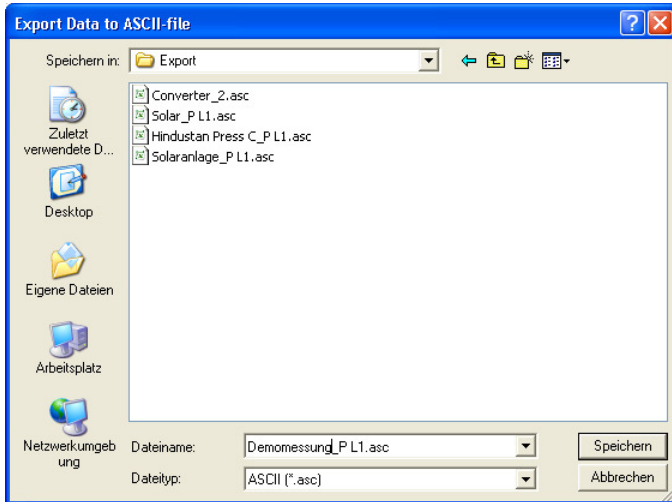 Export Data to ASCII-file
Speichern in:
Export
Converter_2.asc
Solar_P L1.asc
Hindustan Press C_P L1.asc
Solaranlage_P L1.asc
Zuletzt
verwendete D...
Desktop
Eigene Dateien
Arbeitsplatz
Netzwerkumgeb
ung
Dateiname:
Demomessung_P L1.asc
Speichern
Dateityp:
ASCII (*.asc)
Abbrechen